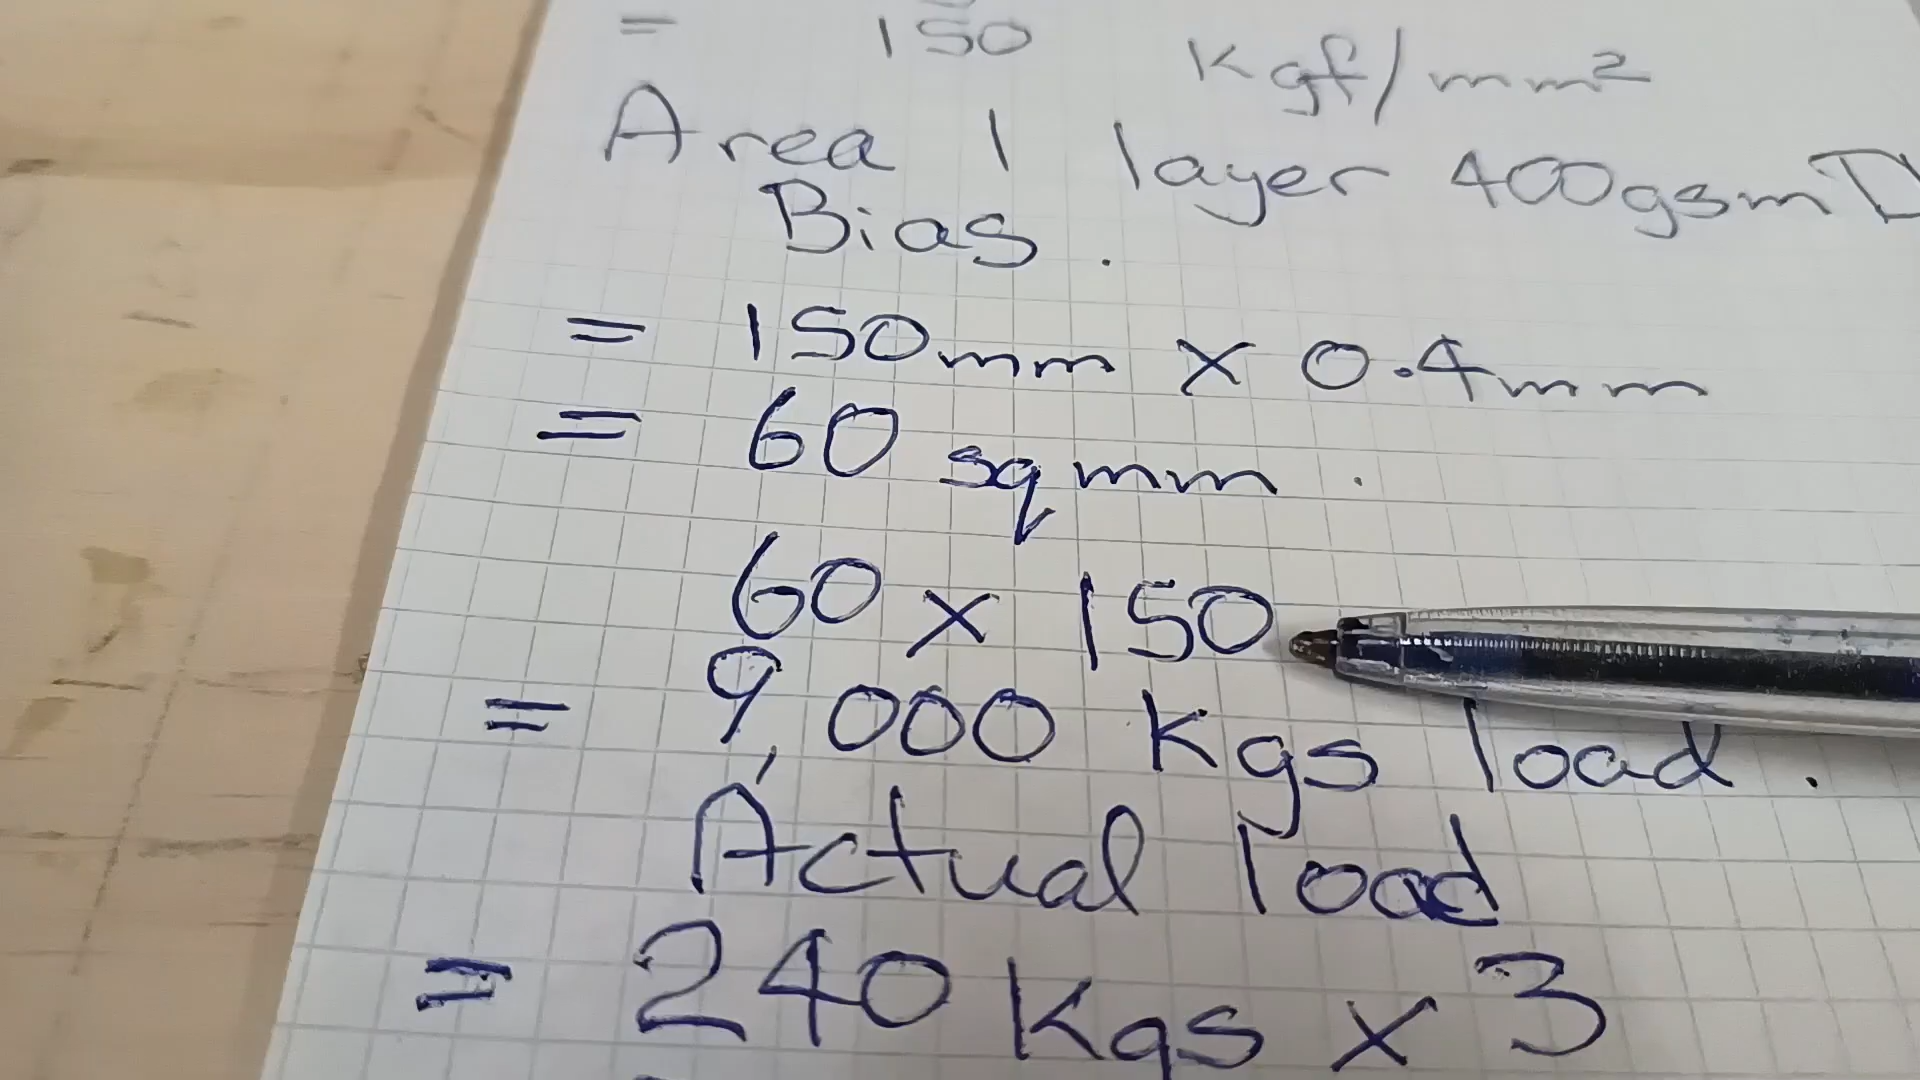 = 150 kgf/mm²
Area 1 layer 400gsm D
Bias.
= 150mm x 0.4mm
= 60 sqmm.
60 x 150
= 9,000 kgs load.
Actual load
= 240 kgs x 3